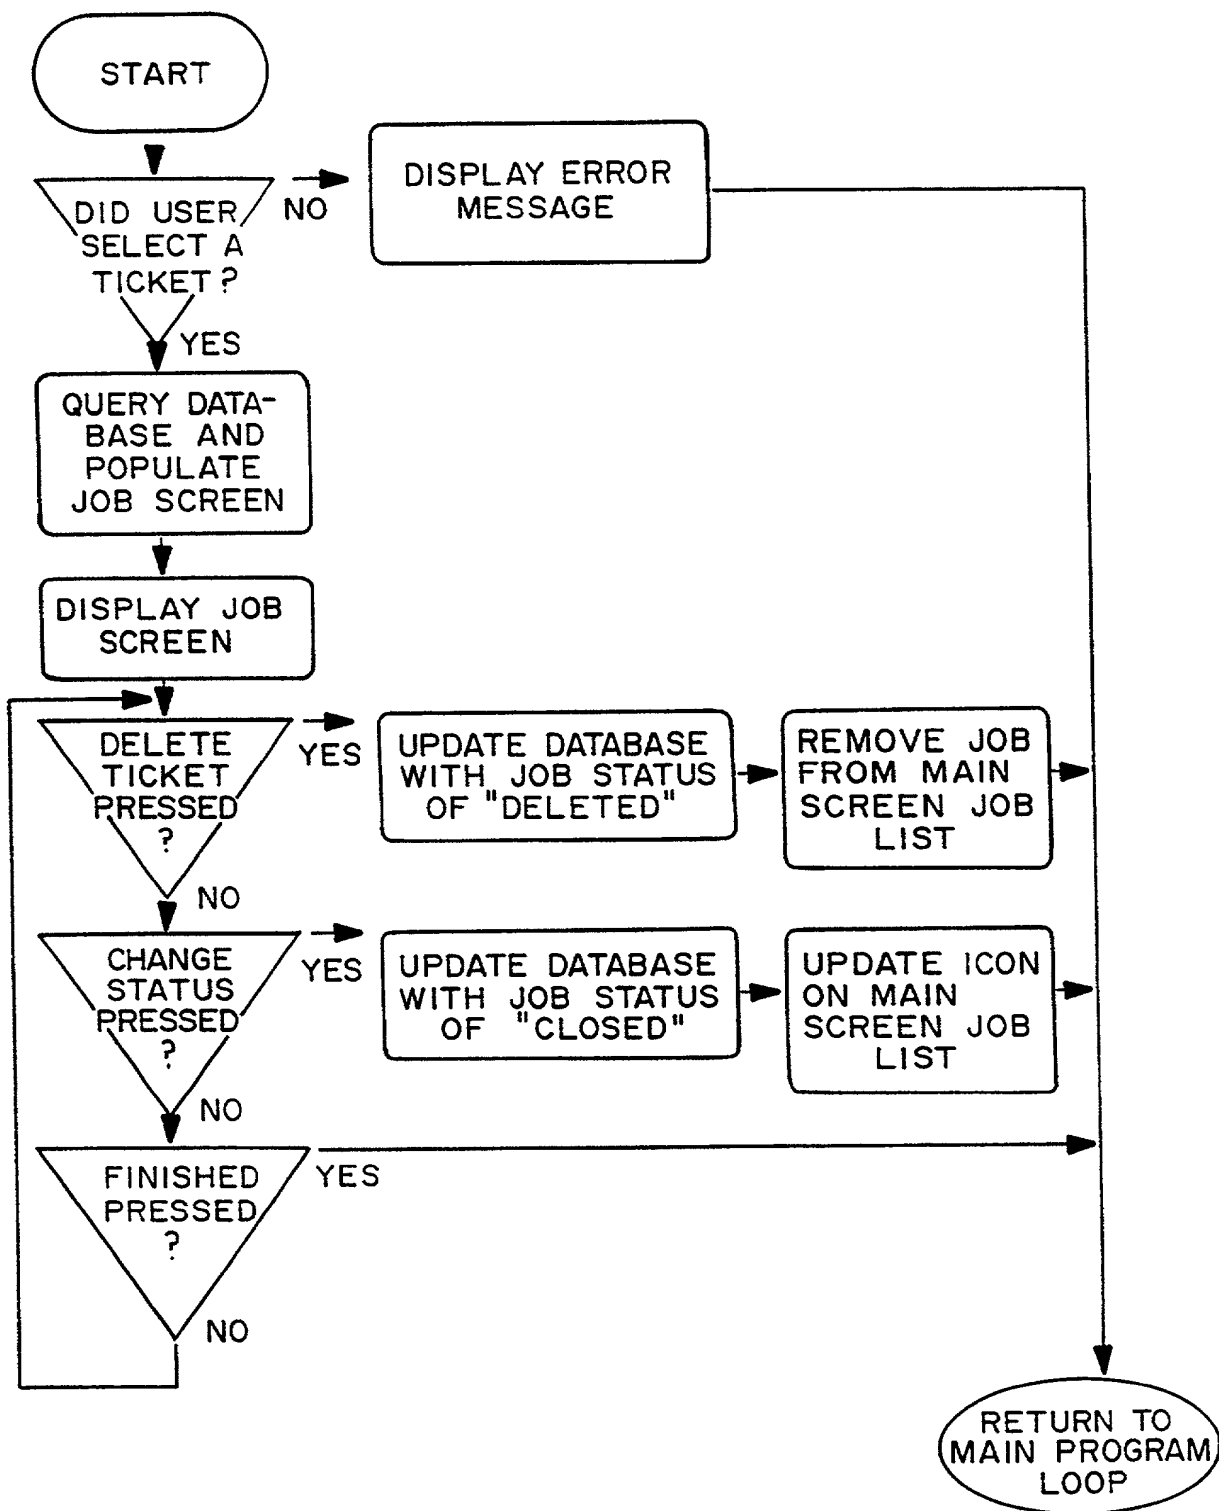 START
DID USER
SELECT A
TICKET?
NO
DISPLAY ERROR
MESSAGE
YES
QUERY DATA-
BASE AND
POPULATE
JOB SCREEN
DISPLAY JOB
SCREEN
DELETE
TICKET
PRESSED
?
YES
UPDATE DATABASE
WITH JOB STATUS
OF "DELETED"
REMOVE JOB
FROM MAIN
SCREEN JOB
LIST
NO
CHANGE
STATUS
PRESSED
?
YES
UPDATE DATABASE
WITH JOB STATUS
OF "CLOSED"
UPDATE ICON
ON MAIN
SCREEN JOB
LIST
NO
FINISHED
PRESSED
?
YES
NO
RETURN TO
MAIN PROGRAM
LOOP